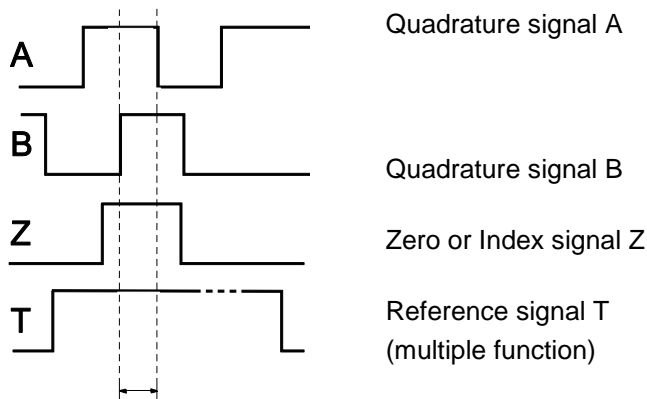 Quadrature signal A
A
B
Quadrature signal B
Z
Zero or Index signal Z
T
Reference signal T
(multiple function)